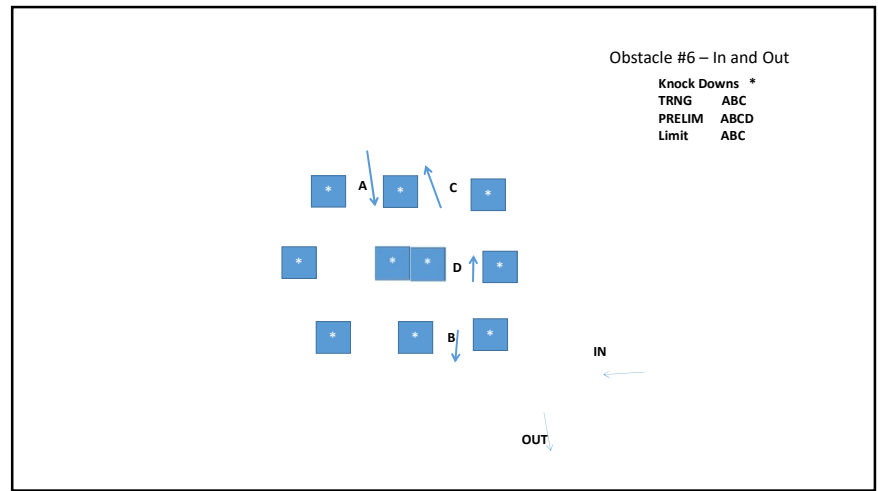 Obstacle #6 – In and Out
Knock Downs *
TRNG ABC
PRELIM ABCD
Limit ABC
* A * C *
* * * D *
* * B *
IN
OUT